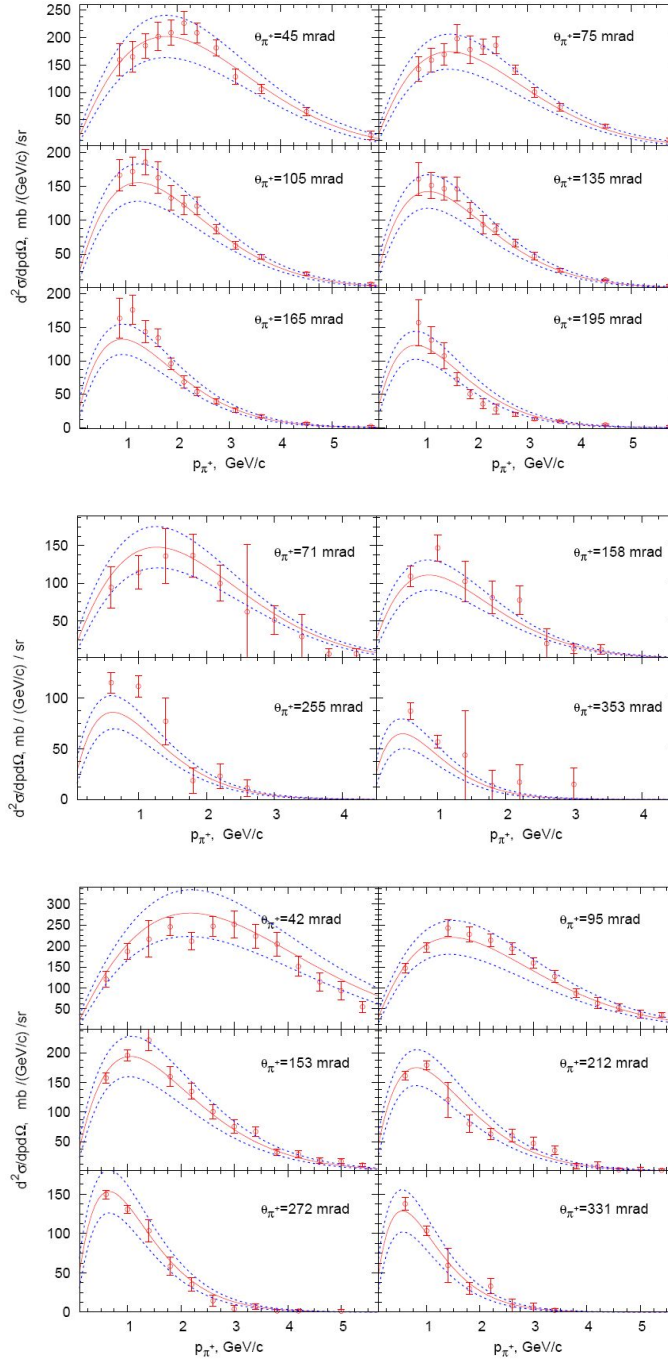 250
200
150
100
50
θπ+=45 mrad
θπ+=75 mrad
200
150
100
50
θπ+=105 mrad
θπ+=135 mrad
200
150
100
50
0
θπ+=165 mrad
θπ+=195 mrad
d²σ/dpdΩ, mb /(GeV/c) /sr
1 2 3 4 5
1 2 3 4 5
pπ+, GeV/c
pπ+, GeV/c
150
100
50
θπ+=71 mrad
θπ+=158 mrad
100
50
0
θπ+=255 mrad
θπ+=353 mrad
d²σ/dpdΩ, mb / (GeV/c) / sr
1 2 3 4
1 2 3 4
pπ+, GeV/c
pπ+, GeV/c
300
250
200
150
100
50
θπ+=42 mrad
θπ+=95 mrad
200
150
100
50
θπ+=153 mrad
θπ+=212 mrad
150
100
50
0
θπ+=272 mrad
θπ+=331 mrad
d²σ/dpdΩ, mb /(GeV/c) /sr
1 2 3 4 5
1 2 3 4 5
pπ+, GeV/c
pπ+, GeV/c